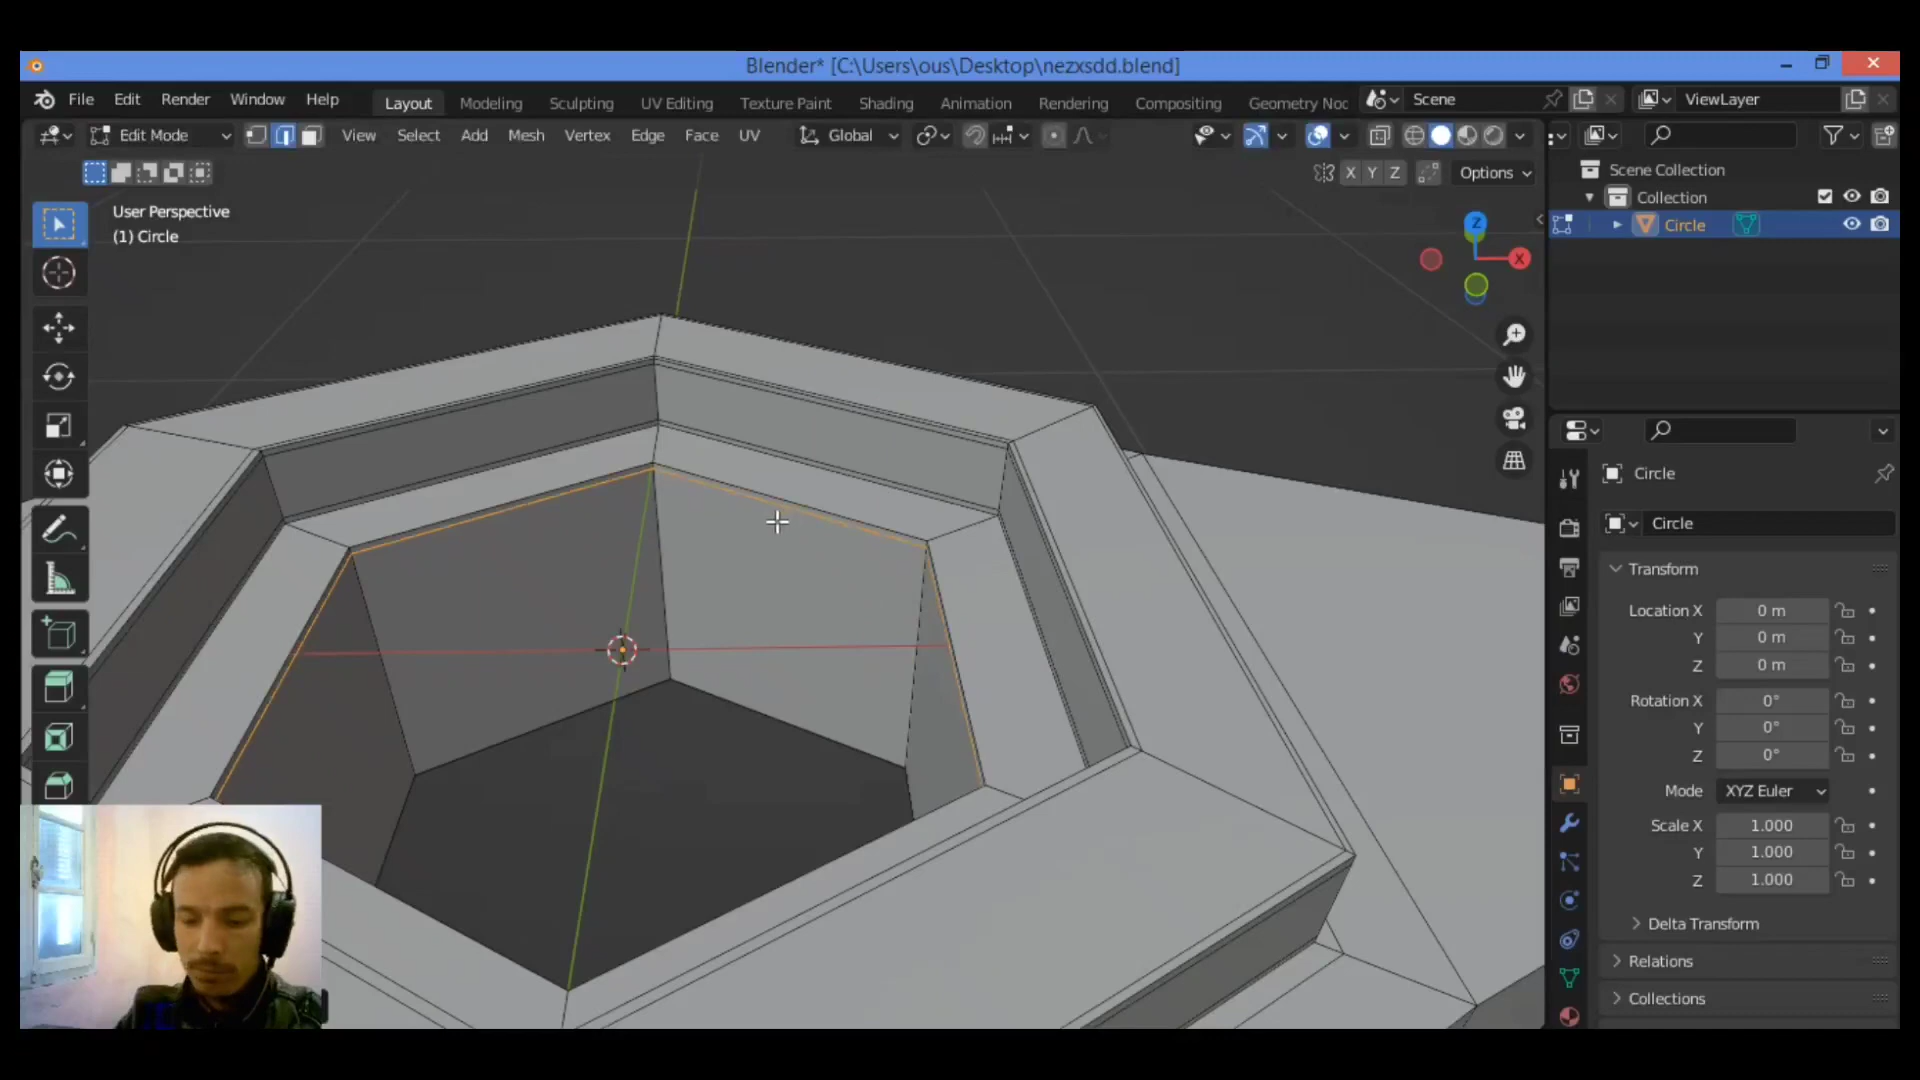 Blender* [C:\Users\ous\Desktop\nezxsdd.blend]
File Edit Render Window Help Layout Modeling Sculpting UV Editing Texture Paint Shading Animation Rendering Compositing Geometry Noc Scene ViewLayer
Edit Mode View Select Add Mesh Vertex Edge Face UV Global
X Y Z Options
User Perspective
(1) Circle
Z
X
Scene Collection
Collection
Circle
Circle
Circle
Transform
Location X 0 m
Y 0 m
Z 0 m
Rotation X 0°
Y 0°
Z 0°
Mode XYZ Euler
Scale X 1.000
Y 1.000
Z 1.000
Delta Transform
Relations
Collections